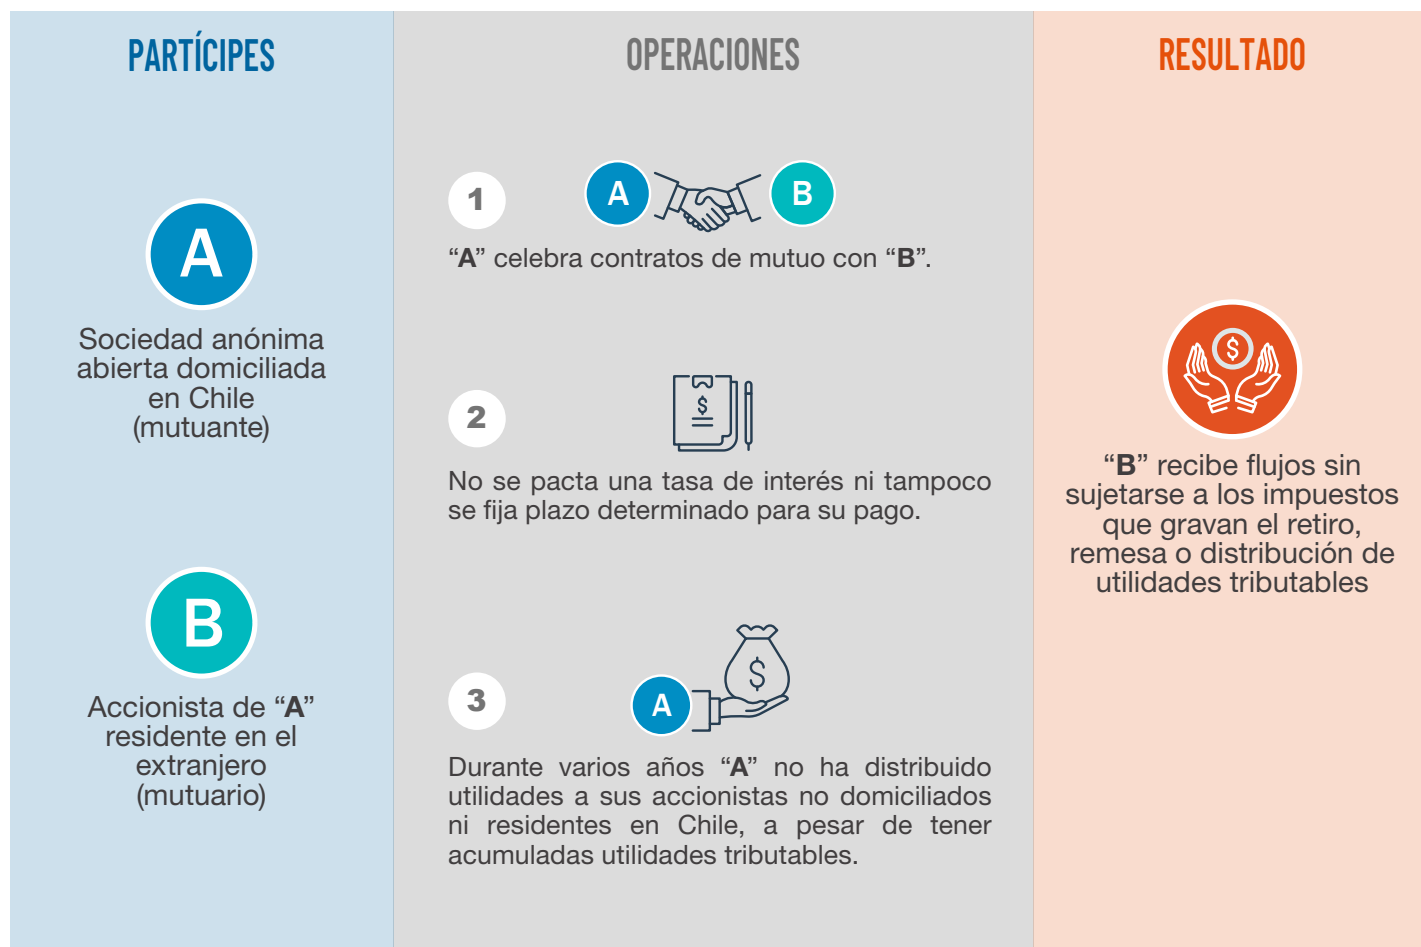 PARTÍCIPES
A
Sociedad anónima
abierta domiciliada
en Chile
(mutuante)
B
Accionista de “A”
residente en el
extranjero
(mutuario)
OPERACIONES
1
A
B
“A” celebra contratos de mutuo con “B”.
2
$
No se pacta una tasa de interés ni tampoco
se fija plazo determinado para su pago.
3
A
$
Durante varios años “A” no ha distribuido
utilidades a sus accionistas no domiciliados
ni residentes en Chile, a pesar de tener
acumuladas utilidades tributables.
RESULTADO
$
“B” recibe flujos sin
sujetarse a los impuestos
que gravan el retiro,
remesa o distribución de
utilidades tributables